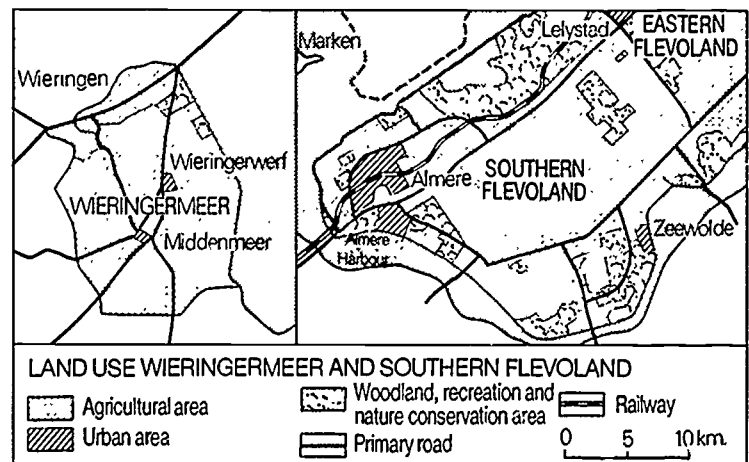 Wieringen
Wieringerwerf
WIERINGERMEER
Middenmeer
Marken
Lelystad
EASTERN
FLEVOLAND
SOUTHERN
FLEVOLAND
Almere
Almere
Harbour
Zeewolde
LAND USE WIERINGERMEER AND SOUTHERN FLEVOLAND
Agricultural area
Urban area
Woodland, recreation and
nature conservation area
Primary road
Railway
0 5 10 km.